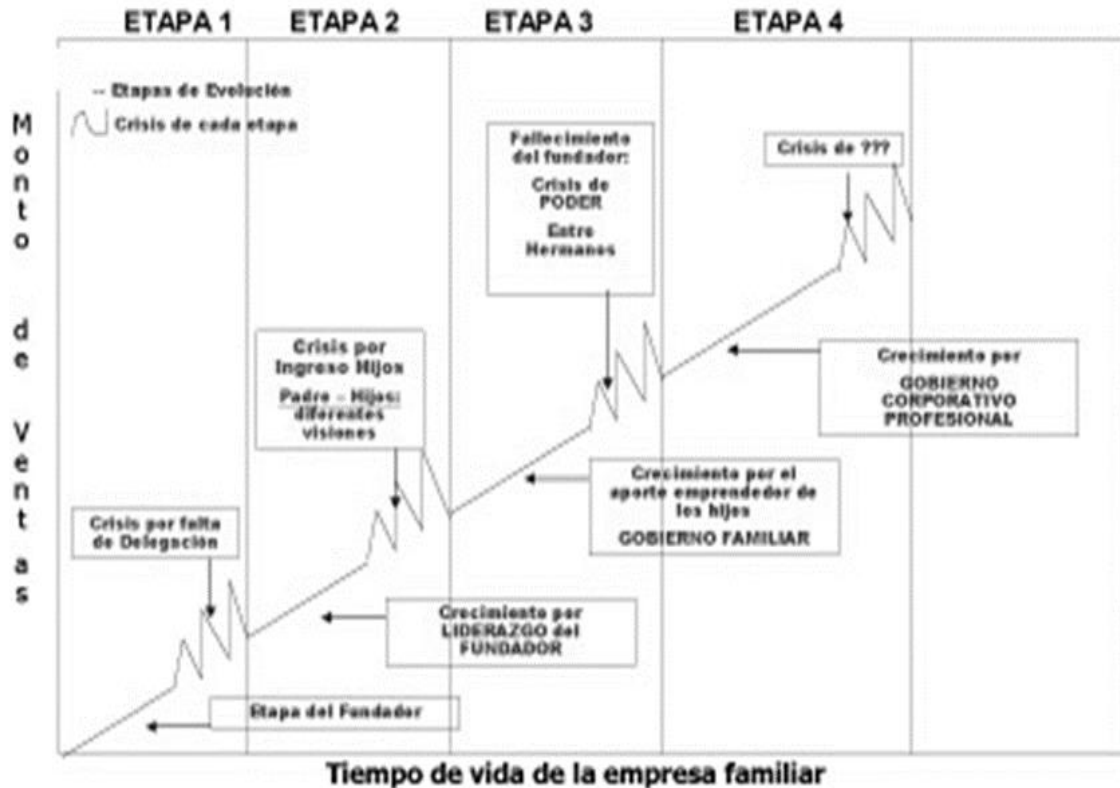 ETAPA 1
ETAPA 2
ETAPA 3
ETAPA 4
-- Etapas de Evolución
Crisis de cada etapa
Monto de Ventas
Fallecimiento
del fundador:
Crisis de
PODER
Entre
Hermanos
Crisis de ???
Crisis por
Ingreso Hijos
Padre – Hijos:
diferentes
visiones
Crecimiento por
GOBIERNO
CORPORATIVO
PROFESIONAL
Crisis por falta
de Delegación
Crecimiento por el
aporte emprendedor de
los hijos
GOBIERNO FAMILIAR
Crecimiento por
LIDERAZGO del
FUNDADOR
Etapa del Fundador
Tiempo de vida de la empresa familiar